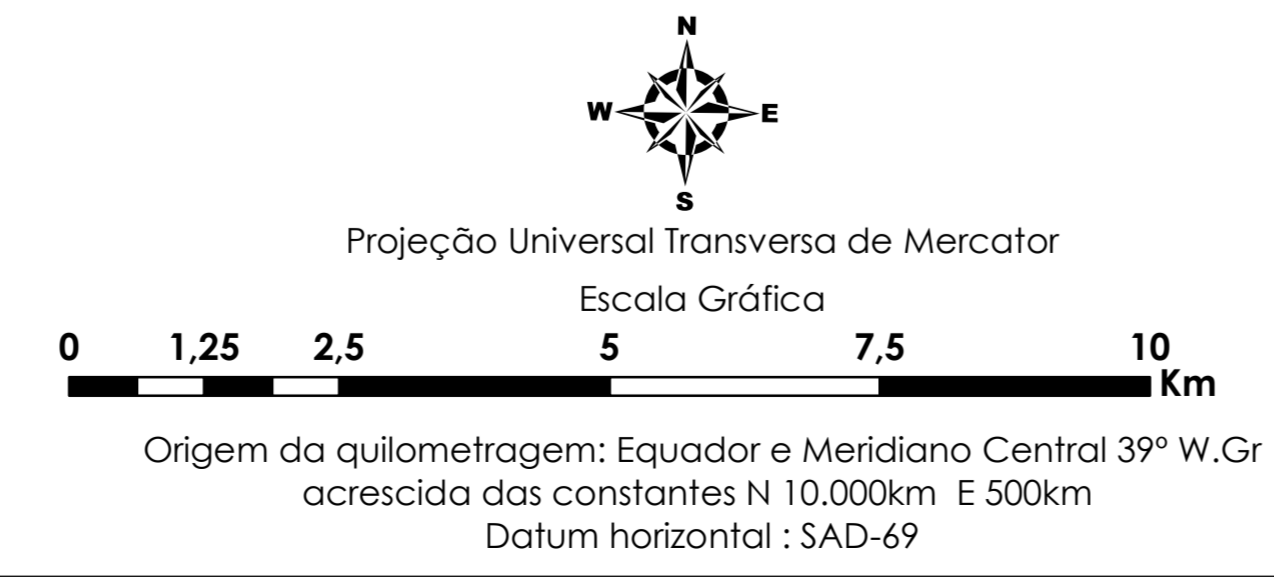 N
W E
S
Projeção Universal Transversa de Mercator
Escala Gráfica
0 1,25 2,5 5 7,5 10
Km
Origem da quilometragem: Equador e Meridiano Central 39º W.Gr
acrescida das constantes N 10.000km E 500km
Datum horizontal : SAD-69